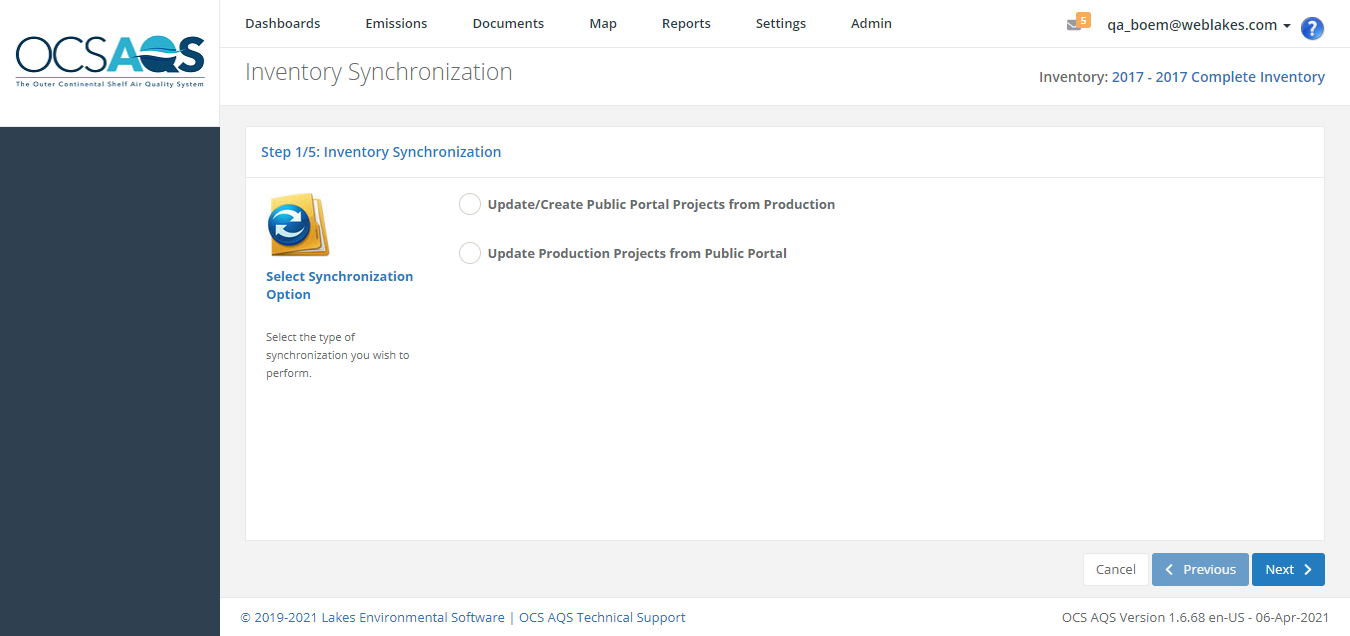 OCSAQS
The Outer Continental Shelf Air Quality System
Dashboards Emissions Documents Map Reports Settings Admin
5 qa_boem@weblakes.com ?
Inventory Synchronization
Inventory: 2017 - 2017 Complete Inventory
Step 1/5: Inventory Synchronization
Select Synchronization
Option
Select the type of
synchronization you wish to
perform.
Update/Create Public Portal Projects from Production
Update Production Projects from Public Portal
Cancel Previous Next
© 2019-2021 Lakes Environmental Software | OCS AQS Technical Support
OCS AQS Version 1.6.68 en-US - 06-Apr-2021